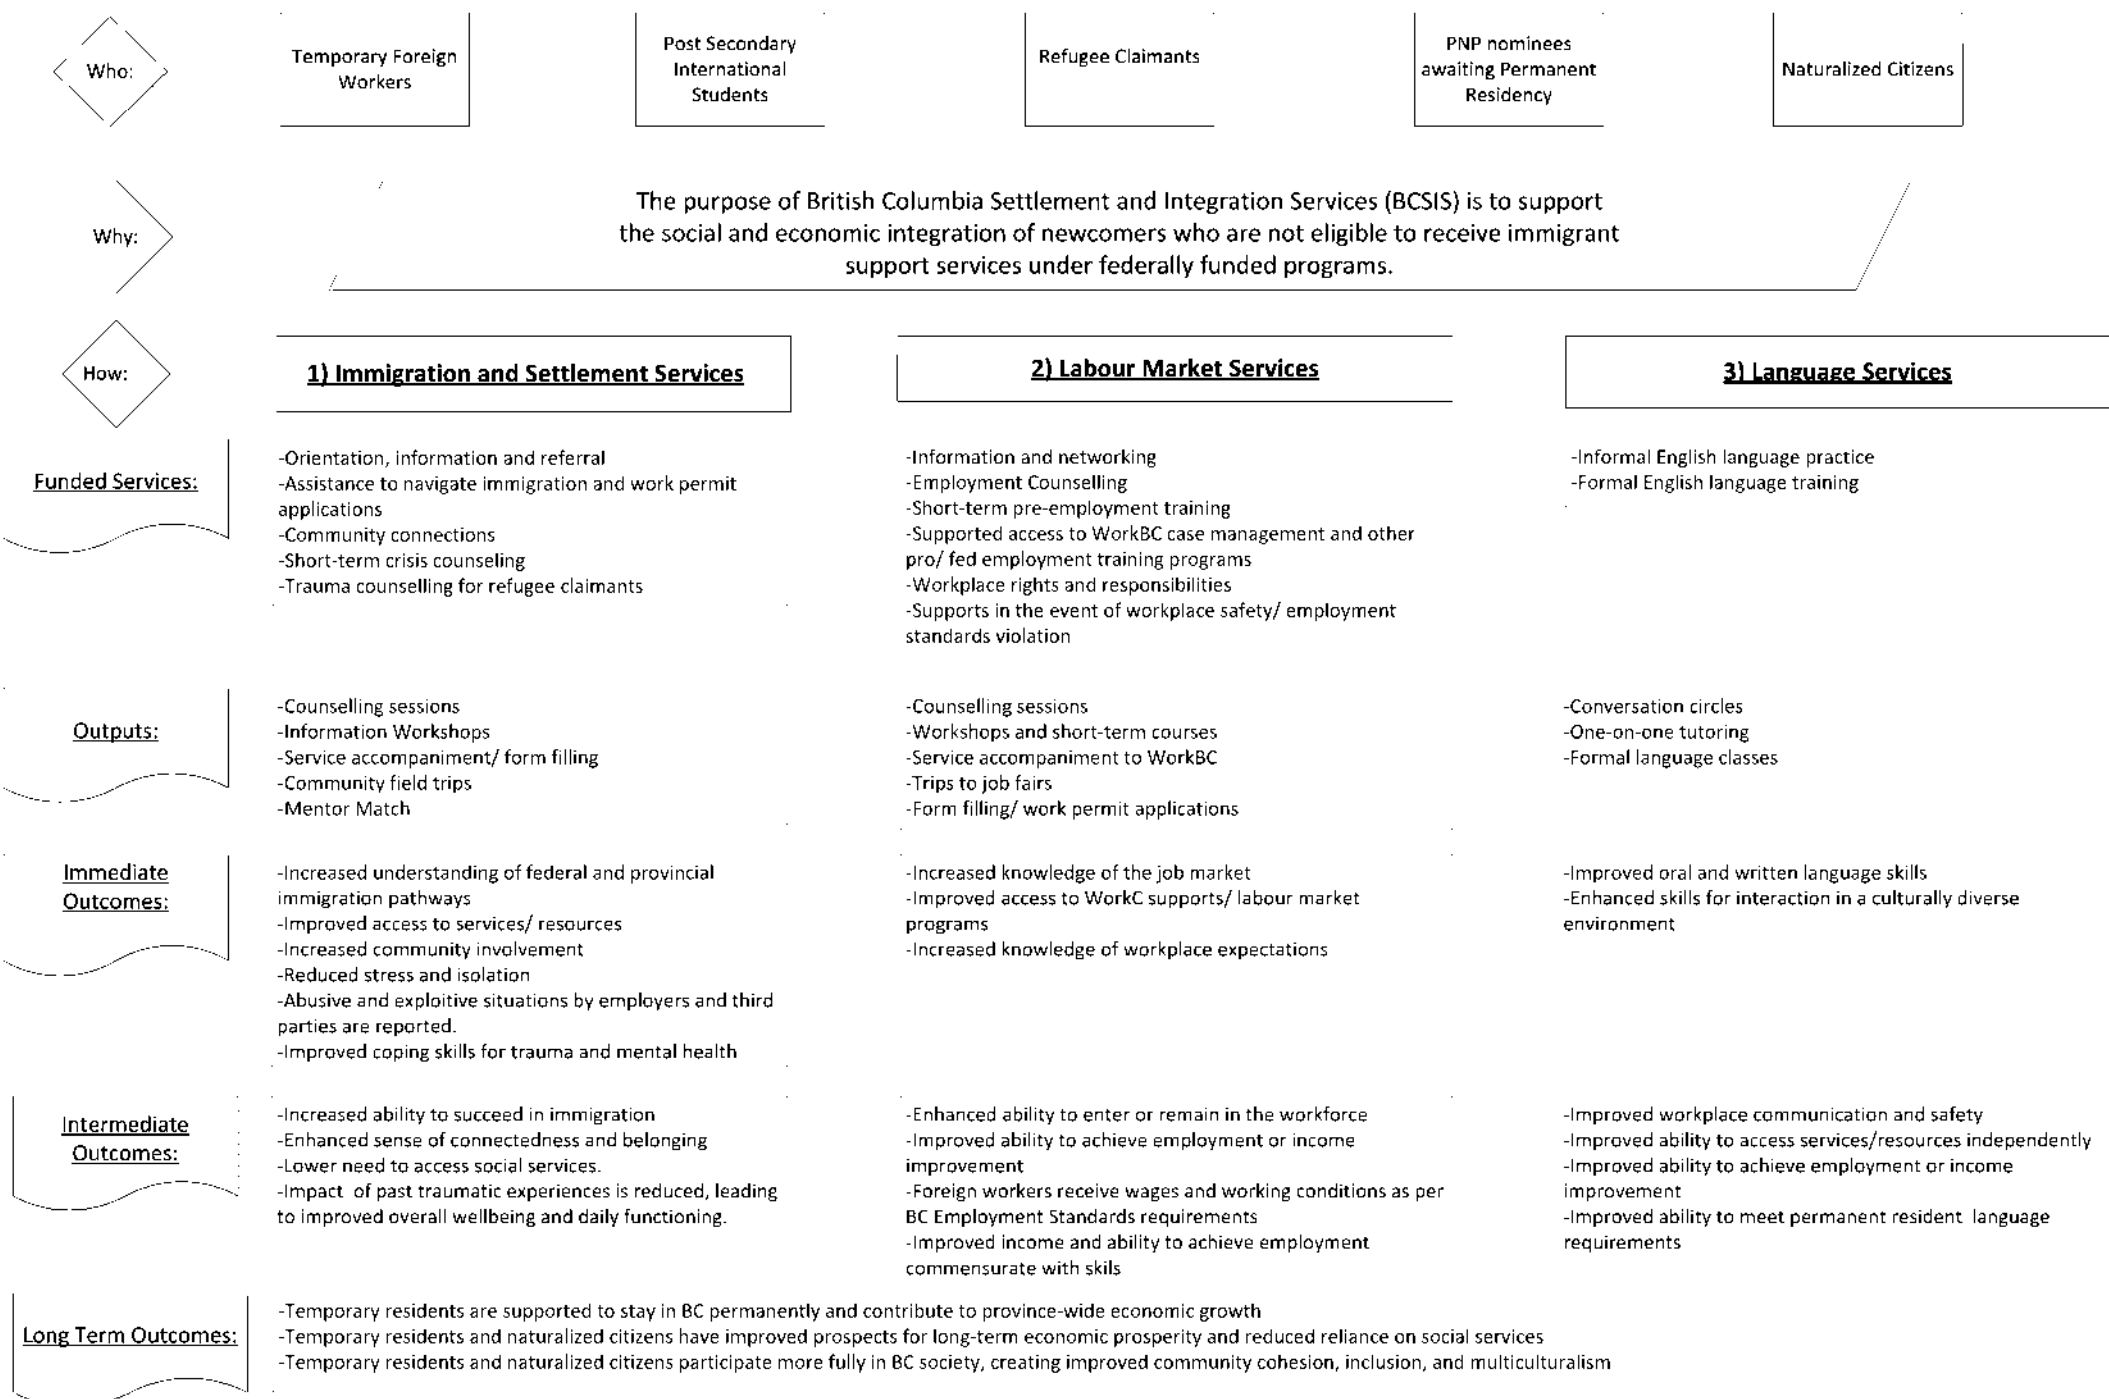 Who:
Temporary Foreign
Workers
Post Secondary
International
Students
Refugee Claimants
PNP nominees
awaiting Permanent
Residency
Naturalized Citizens
Why:
The purpose of British Columbia Settlement and Integration Services (BCSIS) is to support
the social and economic integration of newcomers who are not eligible to receive immigrant
support services under federally funded programs.
How:
1) Immigration and Settlement Services
2) Labour Market Services
3) Language Services
Funded Services:
-Orientation, information and referral
-Assistance to navigate immigration and work permit
applications
-Community connections
-Short-term crisis counseling
-Trauma counselling for refugee claimants
-Information and networking
-Employment Counselling
-Short-term pre-employment training
-Supported access to WorkBC case management and other
pro/ fed employment training programs
-Workplace rights and responsibilities
-Supports in the event of workplace safety/ employment
standards violation
-Informal English language practice
-Formal English language training
Outputs:
-Counselling sessions
-Information Workshops
-Service accompaniment/ form filling
-Community field trips
-Mentor Match
-Counselling sessions
-Workshops and short-term courses
-Service accompaniment to WorkBC
-Trips to job fairs
-Form filling/ work permit applications
-Conversation circles
-One-on-one tutoring
-Formal language classes
Immediate
Outcomes:
-Increased understanding of federal and provincial
immigration pathways
-Improved access to services/ resources
-Increased community involvement
-Reduced stress and isolation
-Abusive and exploitive situations by employers and third
parties are reported.
-Improved coping skills for trauma and mental health
-Increased knowledge of the job market
-Improved access to WorkC supports/ labour market
programs
-Increased knowledge of workplace expectations
-Improved oral and written language skills
-Enhanced skills for interaction in a culturally diverse
environment
Intermediate
Outcomes:
-Increased ability to succeed in immigration
-Enhanced sense of connectedness and belonging
-Lower need to access social services.
-Impact  of past traumatic experiences is reduced, leading
to improved overall wellbeing and daily functioning.
-Enhanced ability to enter or remain in the workforce
-Improved ability to achieve employment or income
improvement
-Foreign workers receive wages and working conditions as per
BC Employment Standards requirements
-Improved income and ability to achieve employment
commensurate with skils
-Improved workplace communication and safety
-Improved ability to access services/resources independently
-Improved ability to achieve employment or income
improvement
-Improved ability to meet permanent resident  language
requirements
Long Term Outcomes:
-Temporary residents are supported to stay in BC permanently and contribute to province-wide economic growth
-Temporary residents and naturalized citizens have improved prospects for long-term economic prosperity and reduced reliance on social services
-Temporary residents and naturalized citizens participate more fully in BC society, creating improved community cohesion, inclusion, and multiculturalism